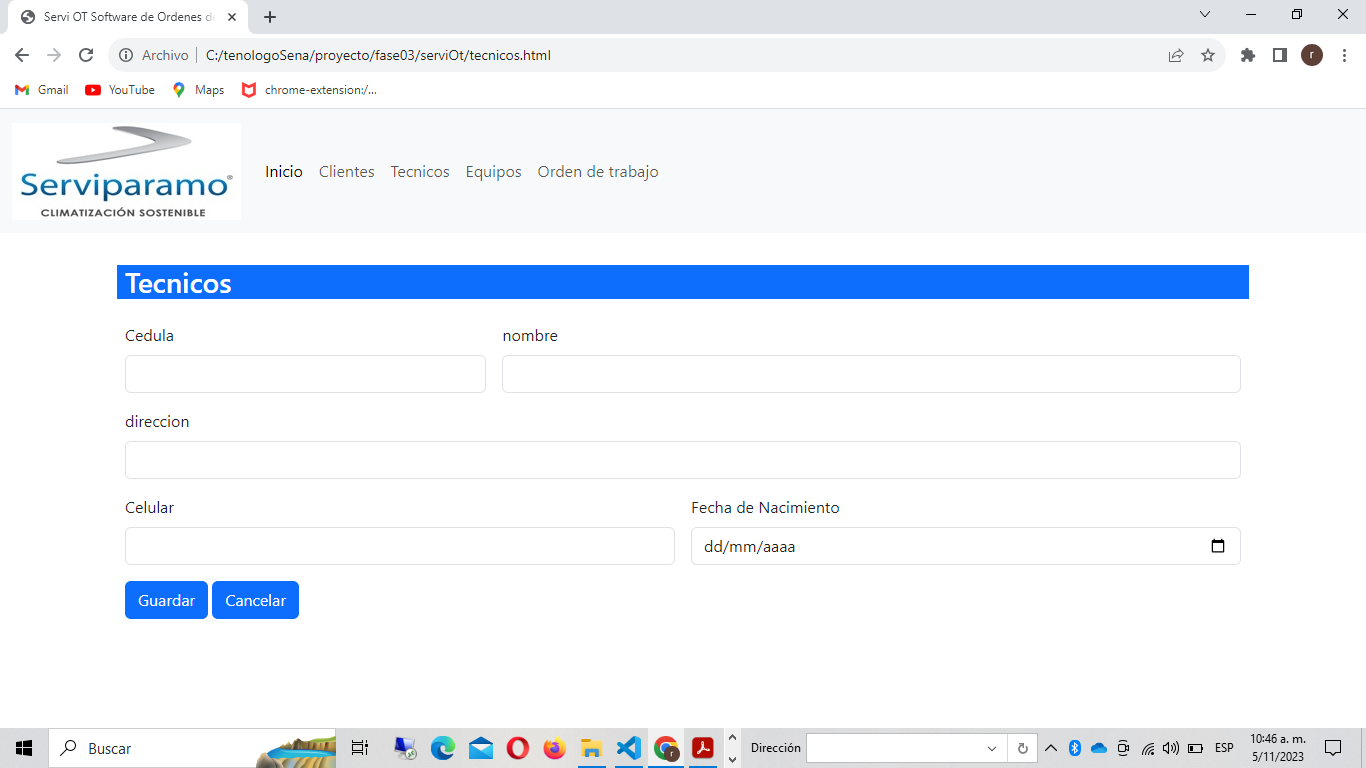 Servi OT Software de Ordenes de
Archivo C:/tenologoSena/proyecto/fase03/serviOt/tecnicos.html
r
Gmail YouTube Maps chrome-extension:/...
Serviparamo®
CLIMATIZACIÓN SOSTENIBLE
Inicio Clientes Tecnicos Equipos Orden de trabajo
Tecnicos
Cedula nombre
direccion
Celular Fecha de Nacimiento
dd/mm/aaaa
Guardar Cancelar
Buscar
r
Dirección
ESP
10:46 a. m.
5/11/2023